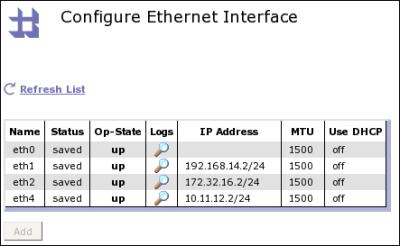 Configure Ethernet Interface
Refresh List
Name Status Op-State Logs IP Address MTU Use DHCP
eth0 saved up 1500 off
eth1 saved up 192.168.14.2/24 1500 off
eth2 saved up 172.32.16.2/24 1500 off
eth4 saved up 10.11.12.2/24 1500 off
Add